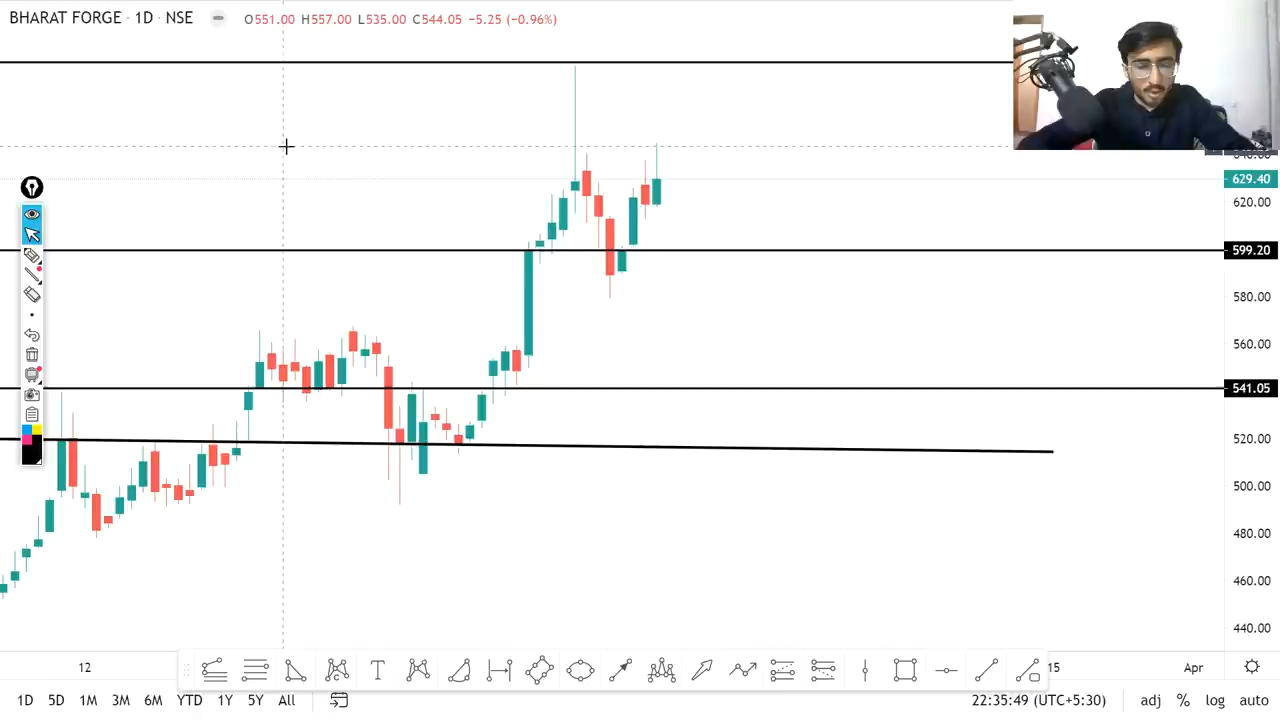 BHARAT FORGE · 1D · NSE O551.00 H557.00 L535.00 C544.05 −5.25 (−0.96%)
629.40
620.00
599.20
580.00
560.00
541.05
520.00
500.00
480.00
460.00
440.00
12 15 Apr
T
1D 5D 1M 3M 6M YTD 1Y 5Y All 22:35:49 (UTC+5:30) adj % log auto